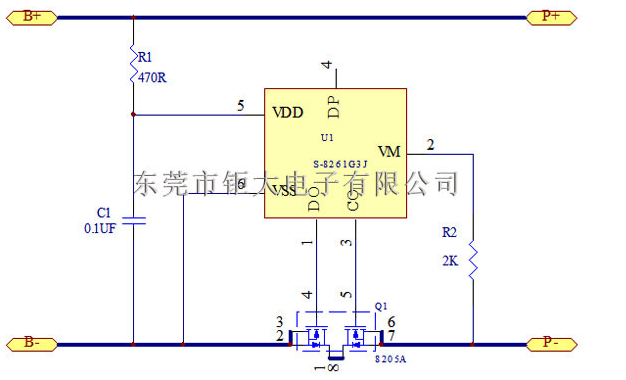 B+
P+
R1
470R
4
5
VDD
DP
U1
S-8261G3J
VM
2
东莞市钜大电子有限公司
6
VSS
DO
CO
C1
0.1UF
1
3
R2
2K
4
5
Q1
3
2
6
7
B-
P-
1
8
8205A